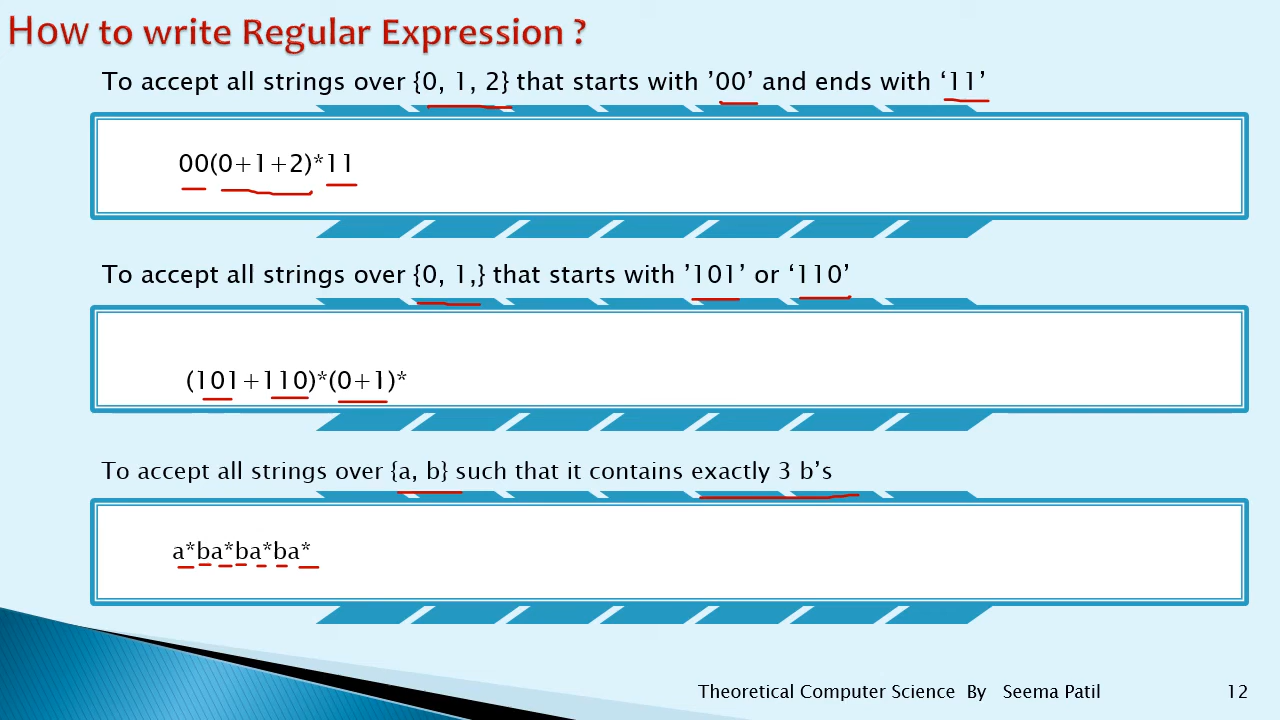 How to write Regular Expression ?
To accept all strings over {0, 1, 2} that starts with ’00’ and ends with ‘11’
00(0+1+2)*11
To accept all strings over {0, 1,} that starts with ’101’ or ‘110’
(101+110)*(0+1)*
To accept all strings over {a, b} such that it contains exactly 3 b’s
a*ba*ba*ba*
Theoretical Computer Science By Seema Patil 12